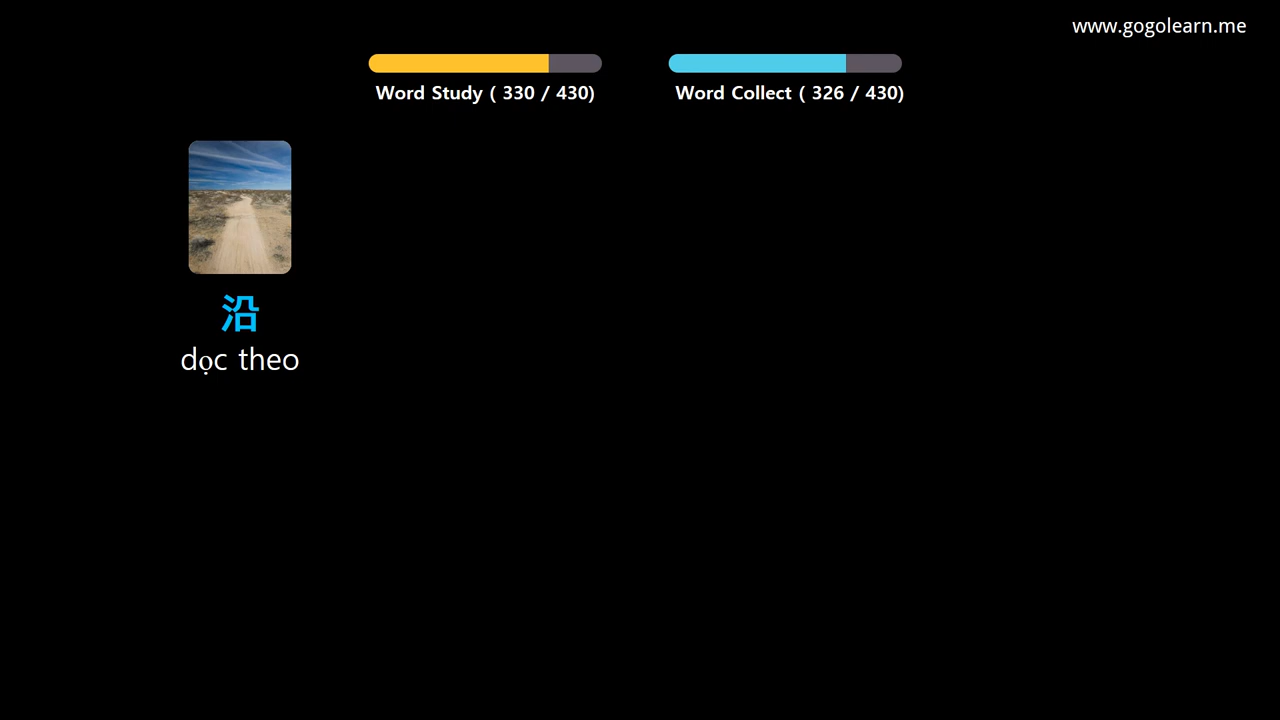 www.gogolearn.me
Word Study ( 330 / 430)
Word Collect ( 326 / 430)
沿
dọc theo